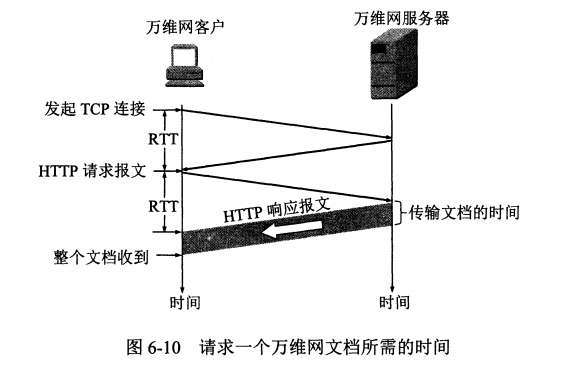 万维网客户
万维网服务器
发起 TCP 连接
RTT
HTTP 请求报文
RTT
HTTP 响应报文
传输文档的时间
整个文档收到
时间
时间
图 6-10 请求一个万维网文档所需的时间